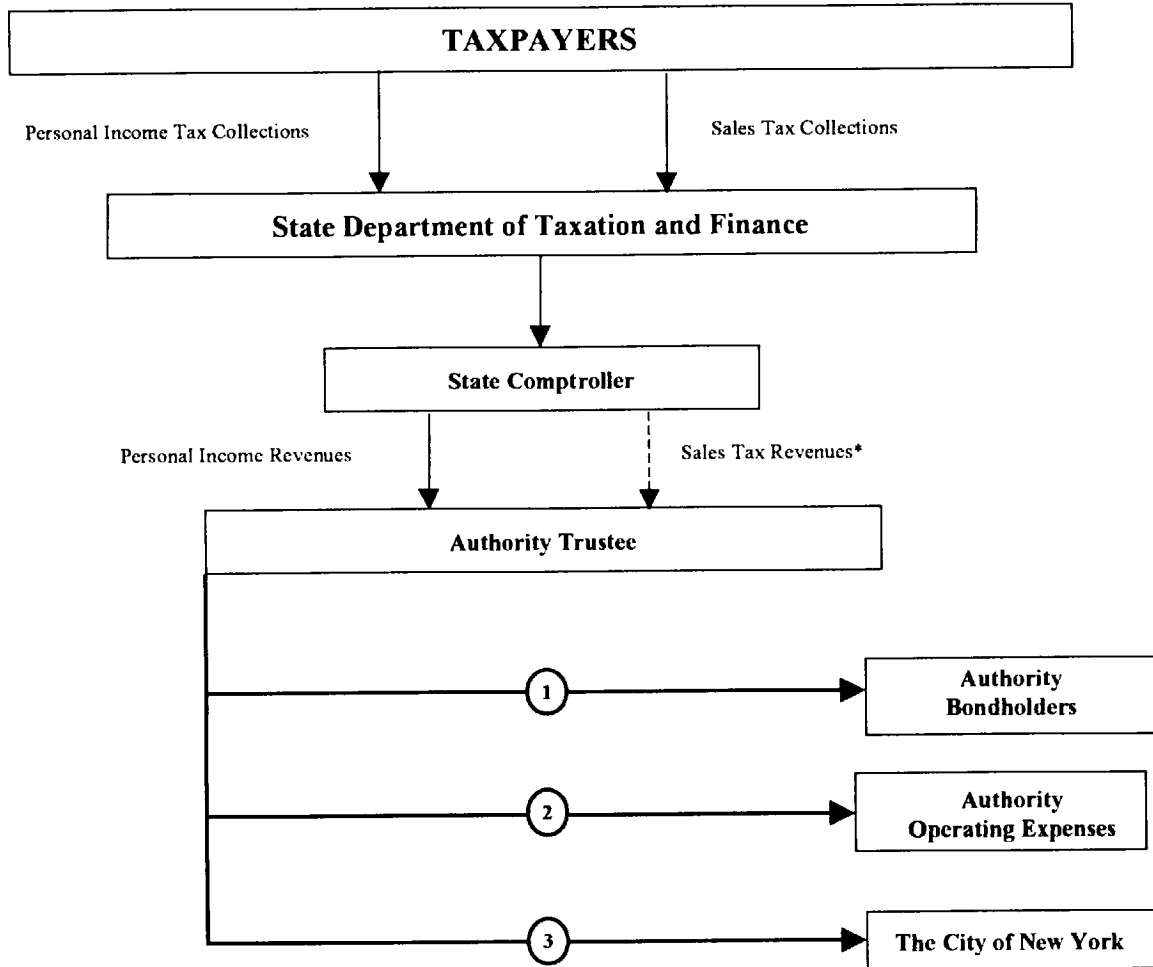 TAXPAYERS
Personal Income Tax Collections
Sales Tax Collections
State Department of Taxation and Finance
State Comptroller
Personal Income Revenues
Sales Tax Revenues*
Authority Trustee
1
Authority
Bondholders
2
Authority
Operating Expenses
3
The City of New York